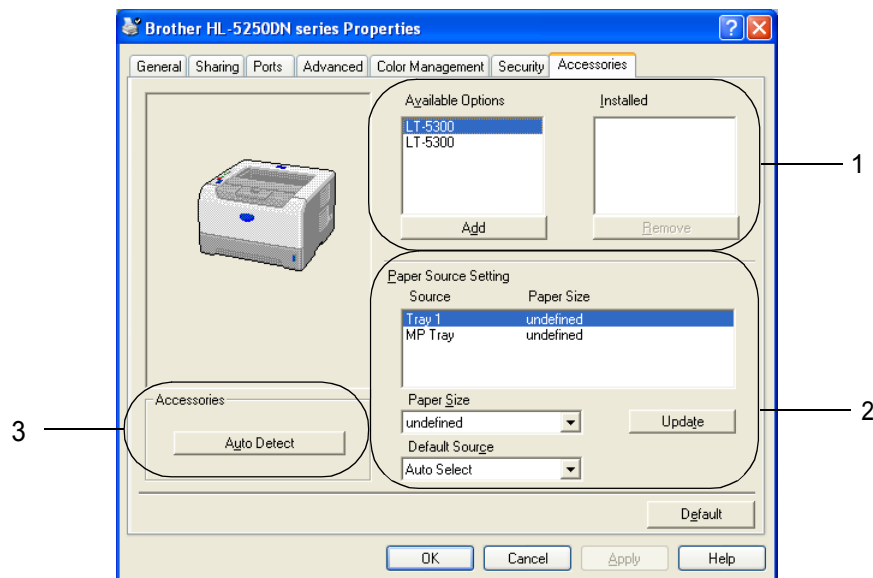 Brother HL-5250DN series Properties
General Sharing Ports Advanced Color Management Security Accessories
Available Options Installed
LT-5300
LT-5300
Add Remove
1
Paper Source Setting
Source Paper Size
Tray 1 undefined
MP Tray undefined
Paper Size
undefined
Update
2
Default Source
Auto Select
Accessories
Auto Detect
3
Default
OK Cancel Apply Help